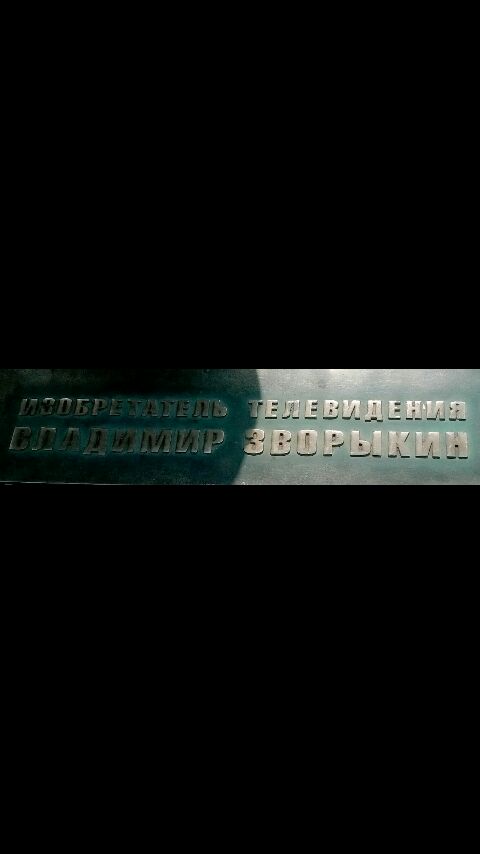 ИЗОБРЕТАТЕЛЬ ТЕЛЕВИДЕНИЯ
ВЛАДИМИР ЗВОРЫКИН